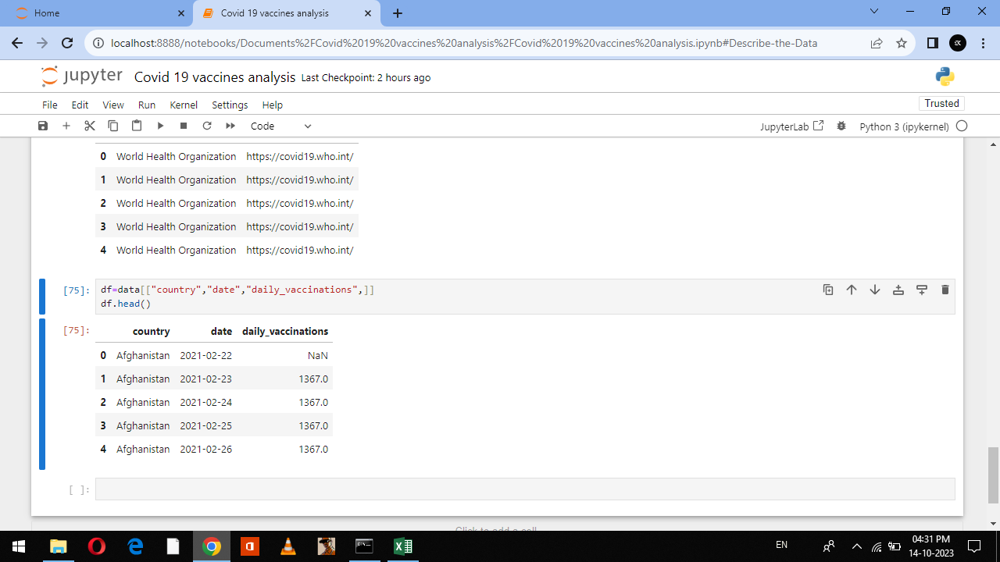 Home
Covid 19 vaccines analysis
localhost:8888/notebooks/Documents%2FCovid%2019%20vaccines%20analysis%2FCovid%2019%20vaccines%20analysis.ipynb#Describe-the-Data
jupyter Covid 19 vaccines analysis Last Checkpoint: 2 hours ago
File Edit View Run Kernel Settings Help Trusted
Code JupyterLab Python 3 (ipykernel)
0 World Health Organization https://covid19.who.int/
1 World Health Organization https://covid19.who.int/
2 World Health Organization https://covid19.who.int/
3 World Health Organization https://covid19.who.int/
4 World Health Organization https://covid19.who.int/
[75]: df=data[["country","date","daily_vaccinations",]]
df.head()
[75]: country date daily_vaccinations
0 Afghanistan 2021-02-22 NaN
1 Afghanistan 2021-02-23 1367.0
2 Afghanistan 2021-02-24 1367.0
3 Afghanistan 2021-02-25 1367.0
4 Afghanistan 2021-02-26 1367.0
[ ]:
Click to add a cell.
EN 04:31 PM
14-10-2023